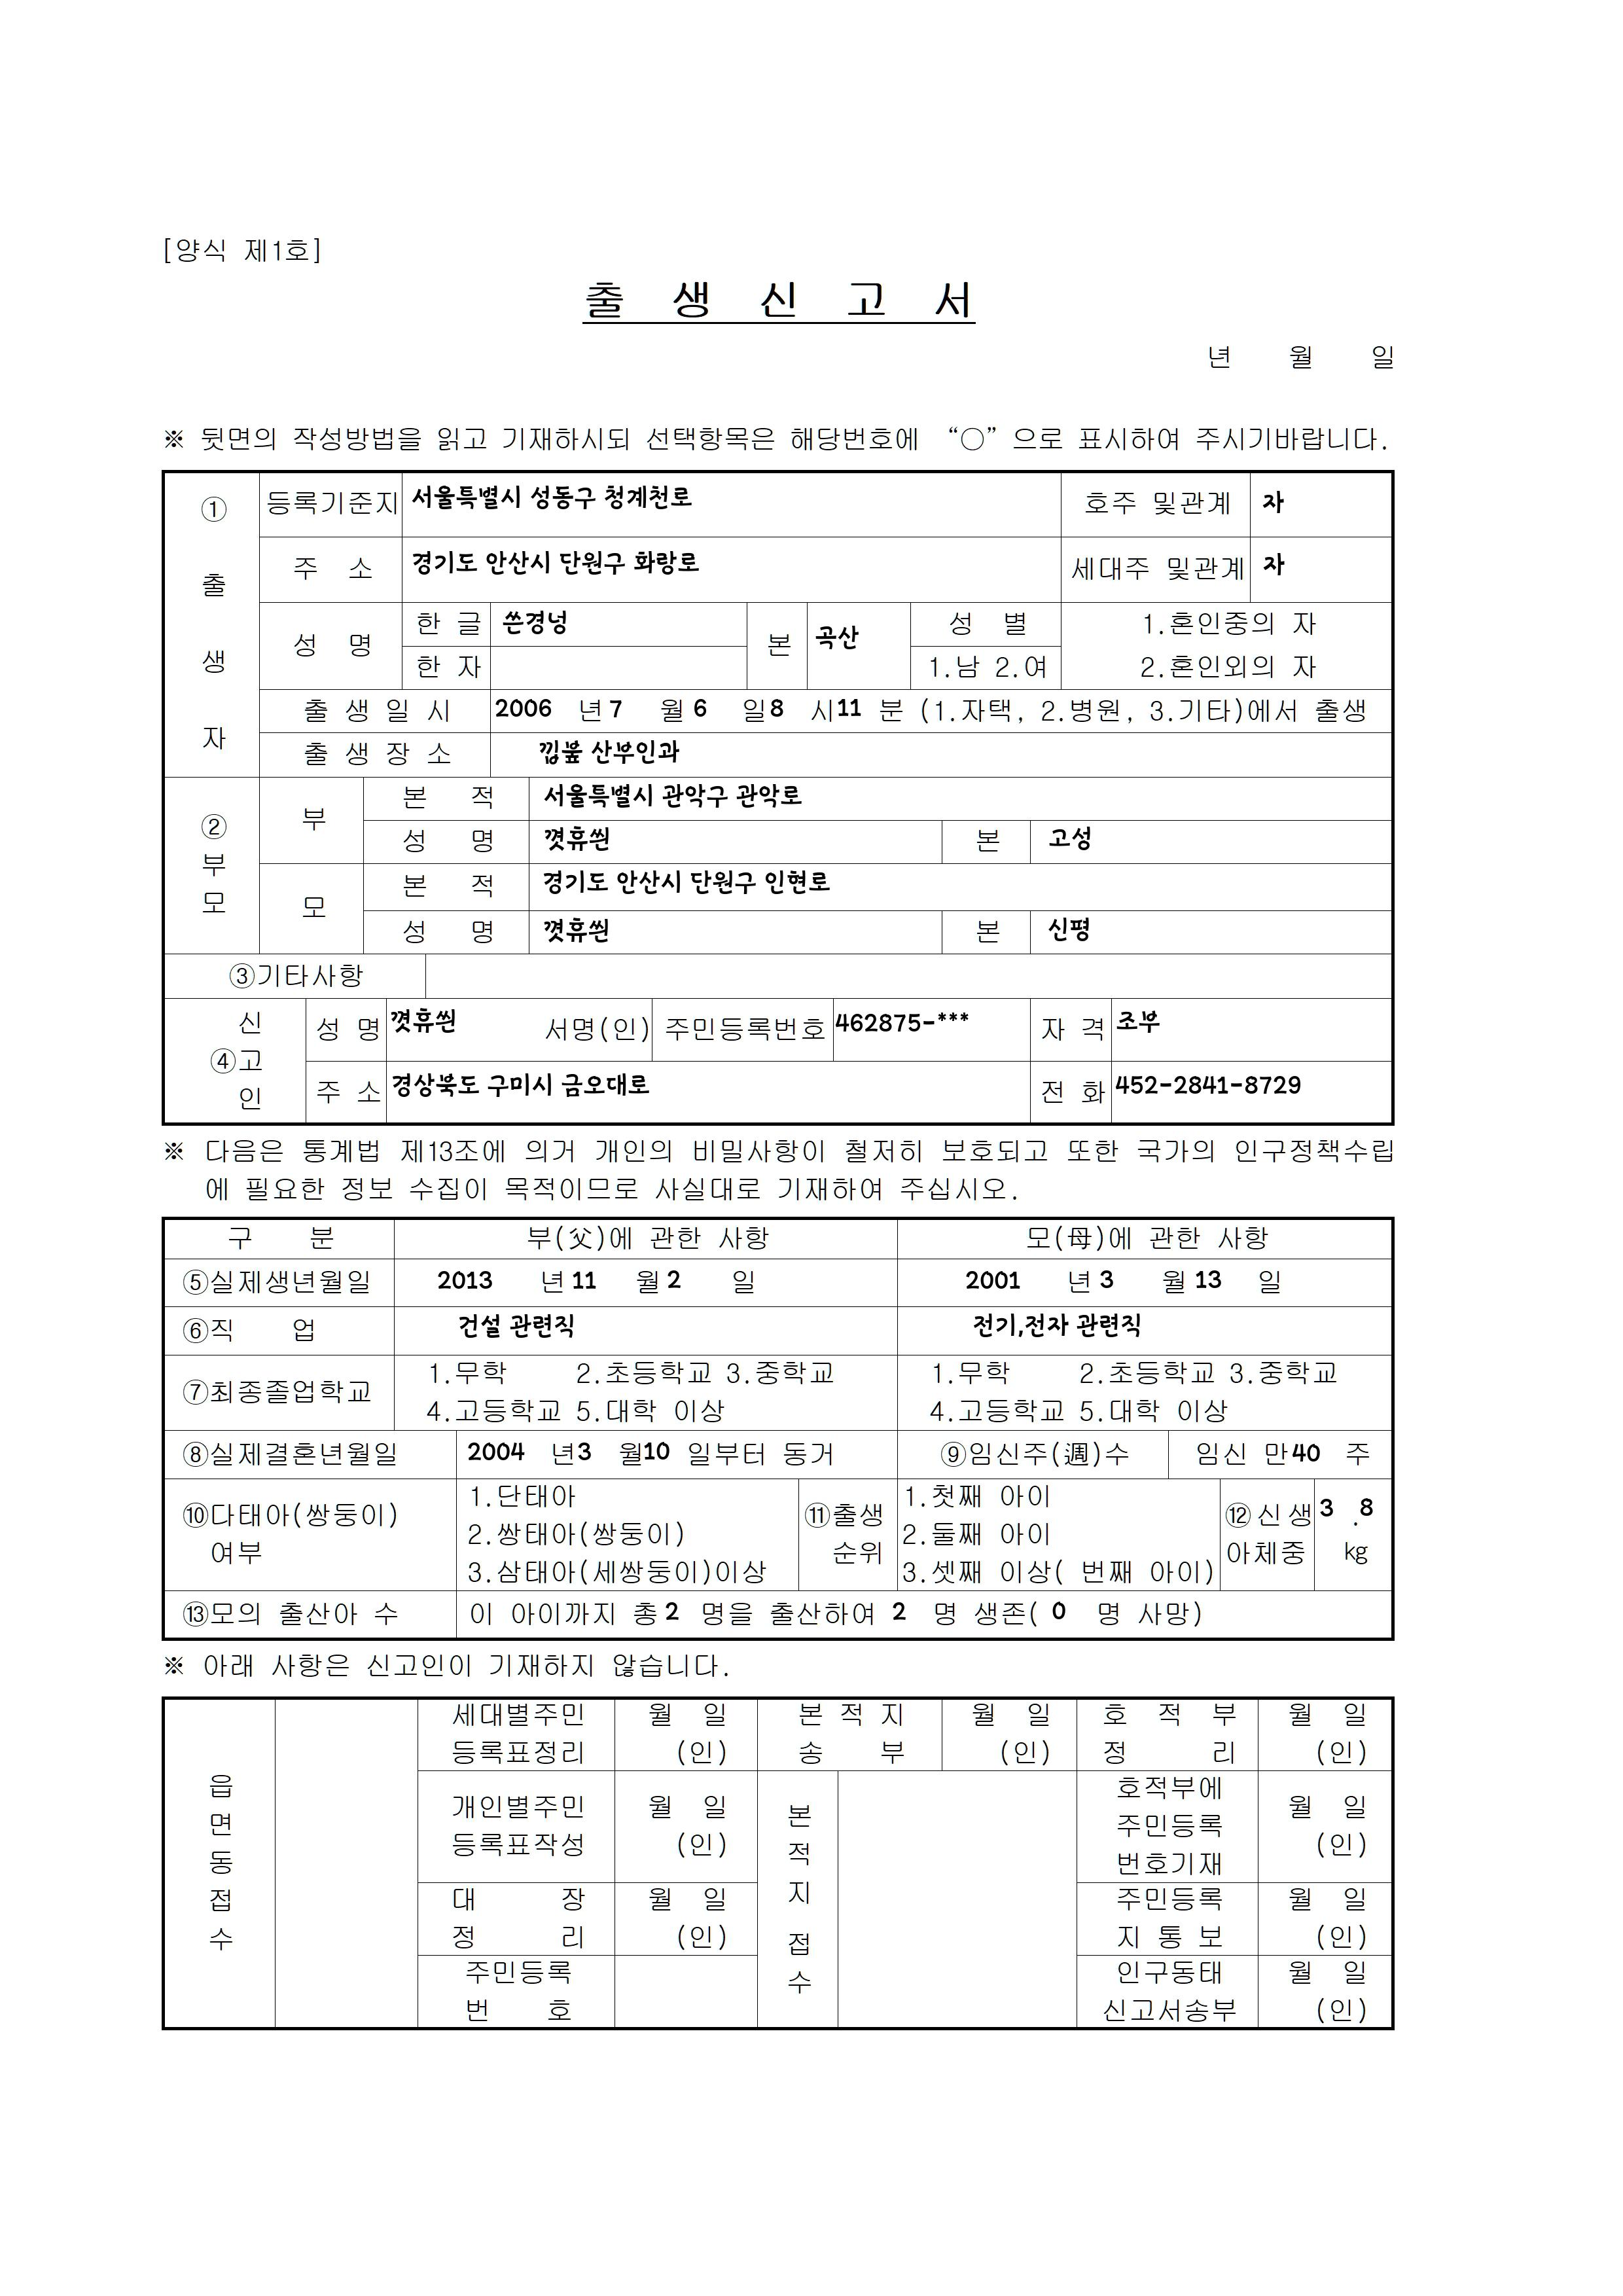 [양식 제1호]
출 생 신 고 서
년 월 일
※ 뒷면의 작성방법을 읽고 기재하시되 선택항목은 해당번호에 “○”으로 표시하여 주시기바랍니다.
① 출 생 자
등록기준지 서울특별시 성동구 청계천로 호주 및관계 자
주 소 경기도 안산시 단원구 화랑로 세대주 및관계 자
성 명 한 글 쓴경넝 본 곡산 성 별 1.혼인중의 자
한 자 1.남 2.여 2.혼인외의 자
출 생 일 시 2006 년 7 월 6 일 8 시 11 분 (1.자택, 2.병원, 3.기타)에서 출생
출 생 장 소 산부인과
② 부 모
부 본 적 서울특별시 관악구 관악로
성 명 본 고성
모 본 적 경기도 안산시 단원구 인현로
성 명 본 신평
③기타사항
④ 신 고 인
성 명 서명(인) 주민등록번호 462875-*** 자 격 조부
주 소 경상북도 구미시 금오대로 전 화 452-2841-8729
※ 다음은 통계법 제13조에 의거 개인의 비밀사항이 철저히 보호되고 또한 국가의 인구정책수립
에 필요한 정보 수집이 목적이므로 사실대로 기재하여 주십시오.
구 분 부(父)에 관한 사항 모(母)에 관한 사항
⑤실제생년월일 2013 년 11 월 2 일 2001 년 3 월 13 일
⑥직 업 건설 관련직 전기,전자 관련직
⑦최종졸업학교 1.무학 2.초등학교 3.중학교 1.무학 2.초등학교 3.중학교
4.고등학교 5.대학 이상 4.고등학교 5.대학 이상
⑧실제결혼년월일 2004 년 3 월 10 일부터 동거 ⑨임신주(週)수 임신 만 40 주
⑩다태아(쌍둥이) 여부
1.단태아
2.쌍태아(쌍둥이)
3.삼태아(세쌍둥이)이상
⑪출생 순위
1.첫째 아이
2.둘째 아이
3.셋째 이상( 번째 아이)
⑫신생 아체중 3 .8 kg
⑬모의 출산아 수 이 아이까지 총 2 명을 출산하여 2 명 생존( 0 명 사망)
※ 아래 사항은 신고인이 기재하지 않습니다.
읍 면 동 접 수
세대별주민 월 일 본 적 지 월 일 호 적 부 월 일
등록표정리 (인) 송 부 (인) 정 리 (인)
개인별주민 월 일
등록표작성 (인)
대 장 월 일
정 리 (인)
주민등록
번 호
본 적 지 접 수
호적부에
주민등록 월 일
번호기재 (인)
주민등록 월 일
지 통 보 (인)
인구동태 월 일
신고서송부 (인)